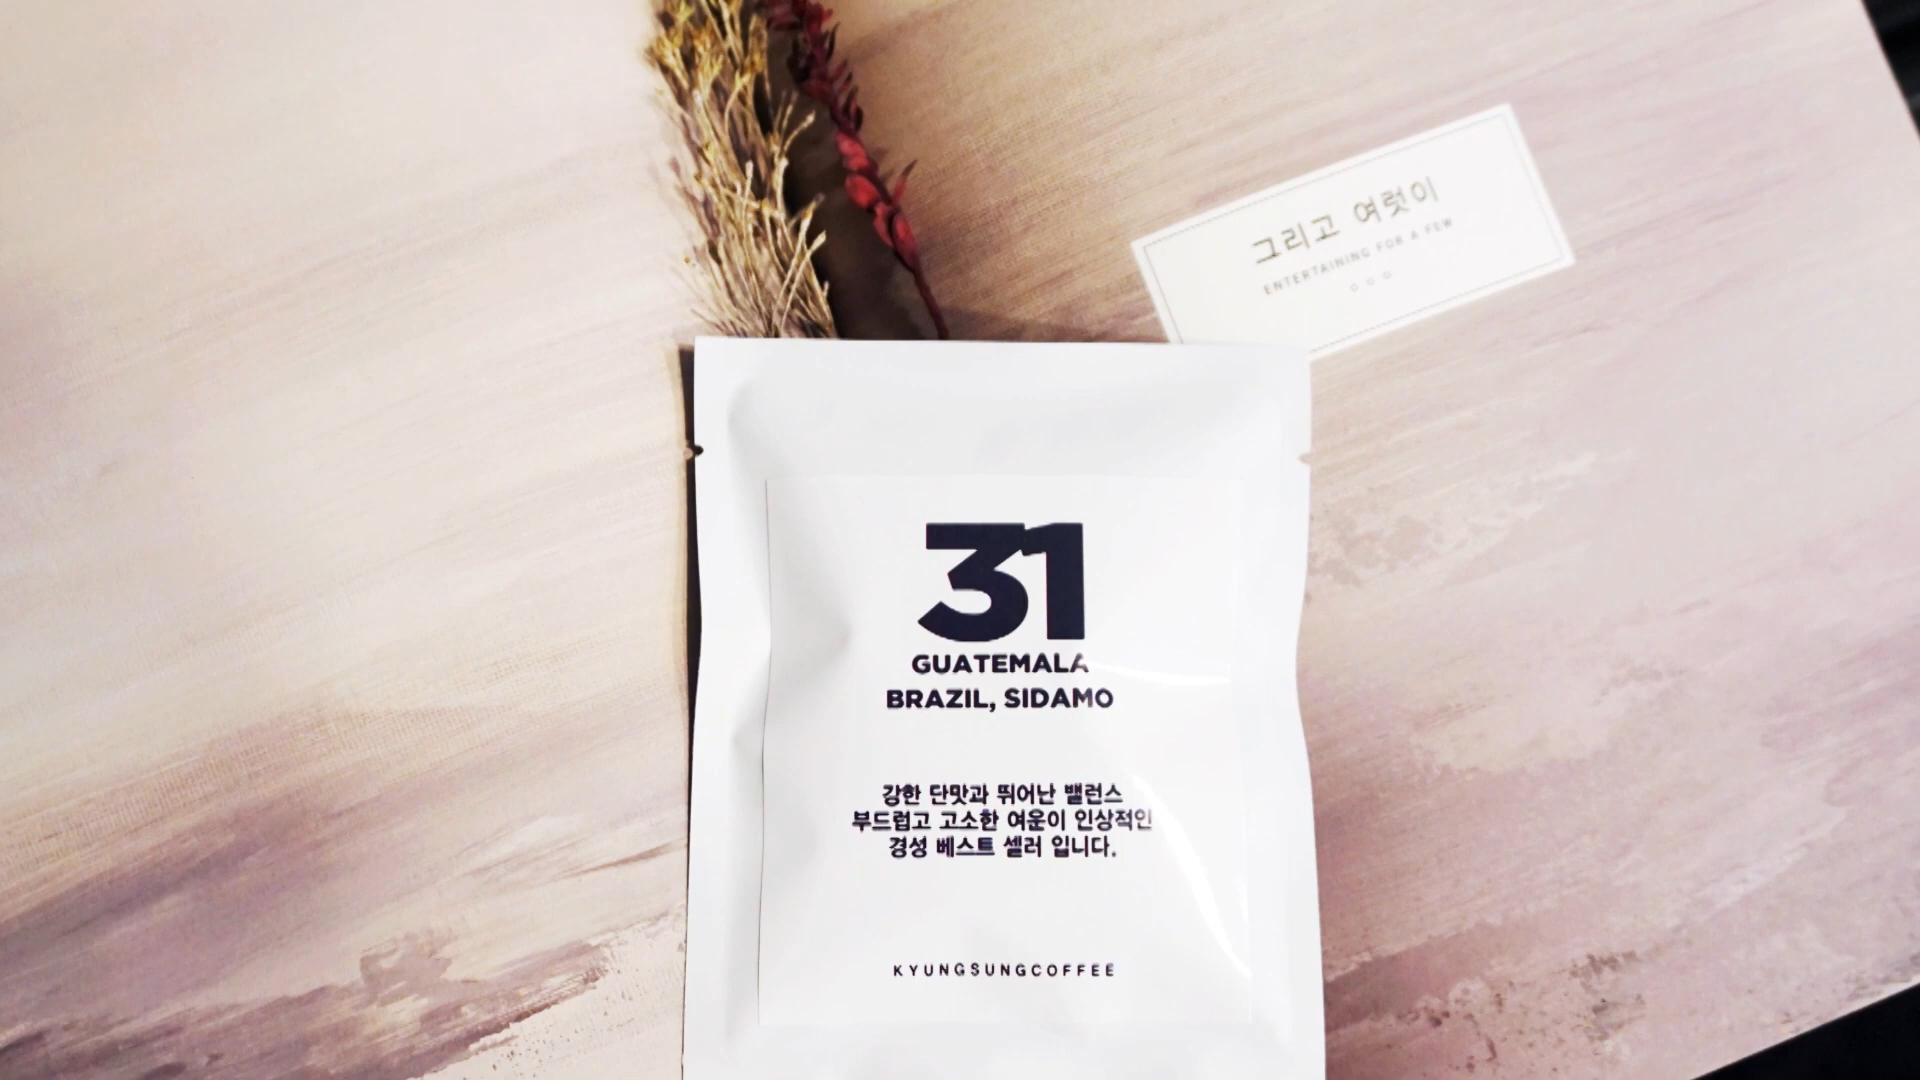 그리고 여럿이
ENTERTAINING FOR A FEW
31
GUATEMALA
BRAZIL, SIDAMO
강한 단맛과 뛰어난 밸런스
부드럽고 고소한 여운이 인상적인
경성 베스트 셀러 입니다.
KYUNGSUNGCOFFEE